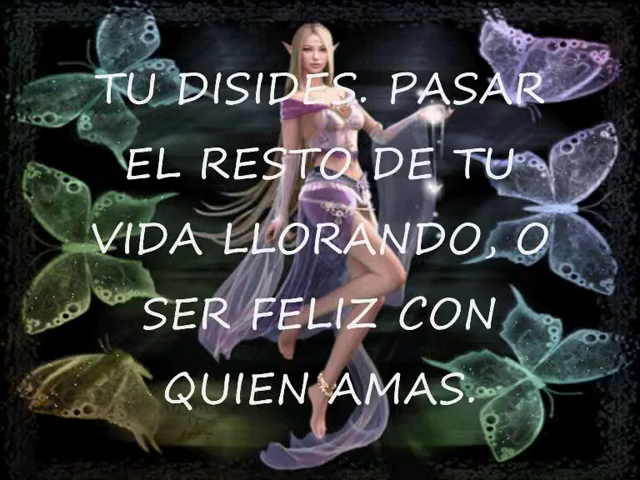 TU DISIDES. PASAR
EL RESTO DE TU
VIDA LLORANDO, O
SER FELIZ CON
QUIEN AMAS.